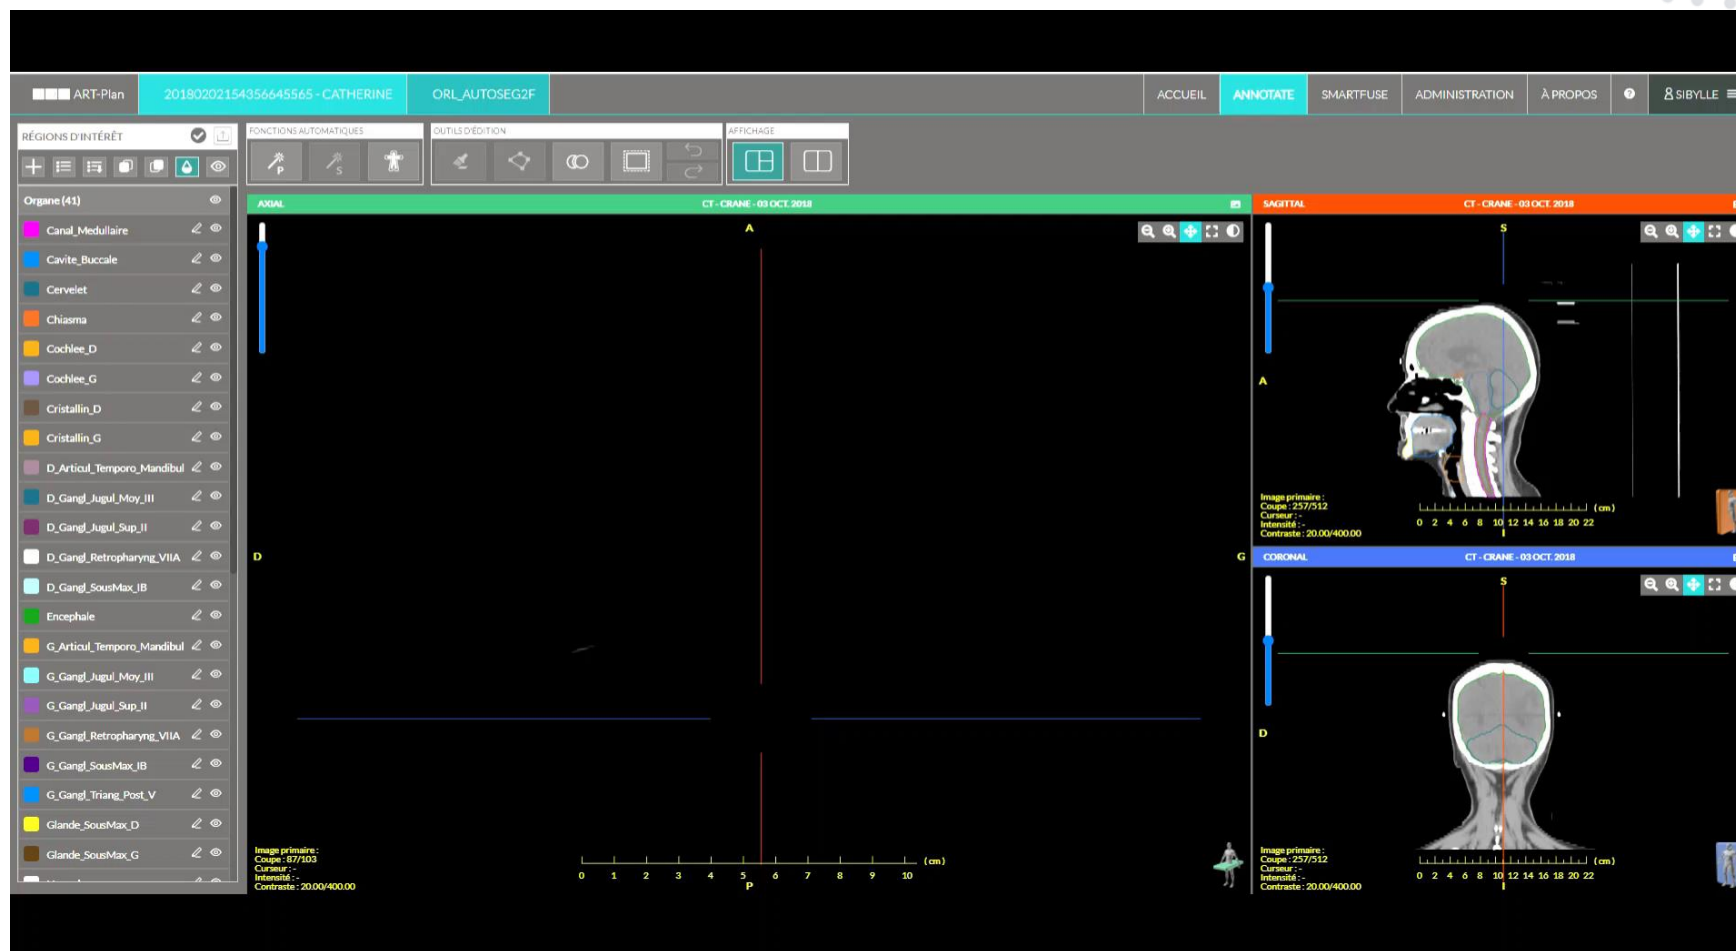 ART-Plan
20180202154356645565 - CATHERINE
ORL_AUTOSEG2F
ACCUEIL
ANNOTATE
SMARTFUSE
ADMINISTRATION
À PROPOS
?
SIBYLLE
RÉGIONS D'INTÉRÊT
FONCTIONS AUTOMATIQUES
OUTILS D'ÉDITION
AFFICHAGE
P
S
Organe (41)
Canal_Medullaire
Cavite_Buccale
Cervelet
Chiasma
Cochlee_D
Cochlee_G
Cristallin_D
Cristallin_G
D_Articul_Temporo_Mandibul
D_Gangl_Jugul_Moy_III
D_Gangl_Jugul_Sup_II
D_Gangl_Retropharyng_VIIA
D_Gangl_SousMax_IB
Encephale
G_Articul_Temporo_Mandibul
G_Gangl_Jugul_Moy_III
G_Gangl_Jugul_Sup_II
G_Gangl_Retropharyng_VIIA
G_Gangl_SousMax_IB
G_Gangl_Triang_Post_V
Glande_SousMax_D
Glande_SousMax_G
AXIAL
CT - CRANE - 03 OCT. 2018
A
D
G
Image primaire :
Coupe : 87/103
Curseur : -
Intensité : -
Contraste : 20.00/400.00
(cm)
0 1 2 3 4 5 6 7 8 9 10
P
SAGITTAL
CT - CRANE - 03 OCT. 2018
S
A
Image primaire :
Coupe : 257/512
Curseur : -
Intensité : -
Contraste : 20.00/400.00
(cm)
0 2 4 6 8 10 12 14 16 18 20 22
I
CORONAL
CT - CRANE - 03 OCT. 2018
S
D
Image primaire :
Coupe : 257/512
Curseur : -
Intensité : -
Contraste : 20.00/400.00
(cm)
0 2 4 6 8 10 12 14 16 18 20 22
I